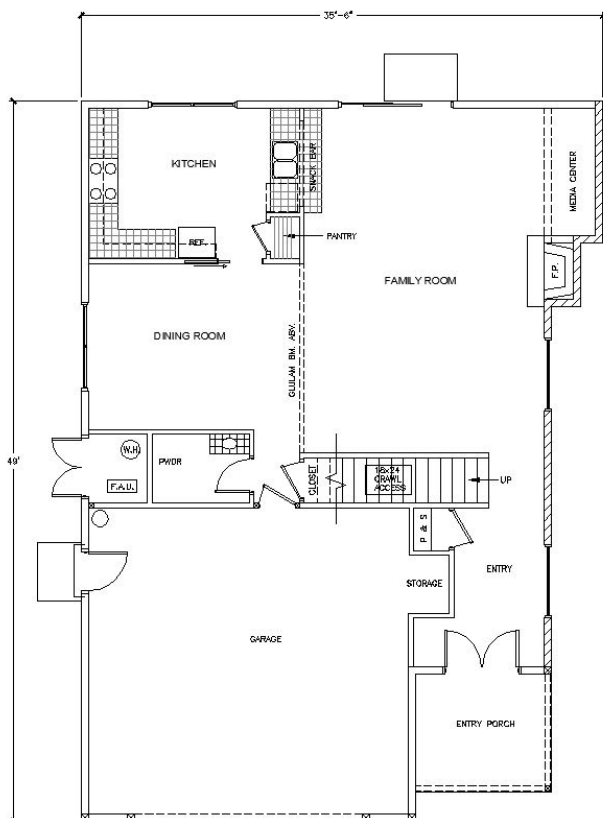 35'-6"
KITCHEN
SNACK BAR
MEDIA CENTER
REF.
PANTRY
F.P.
FAMILY ROOM
DINING ROOM
GLULAM BM. ABV.
49'
W.H.
PWDR
F.A.U.
CLOSET
18x24
CRAWL
ACCESS
UP
P & S
STORAGE
ENTRY
GARAGE
ENTRY PORCH